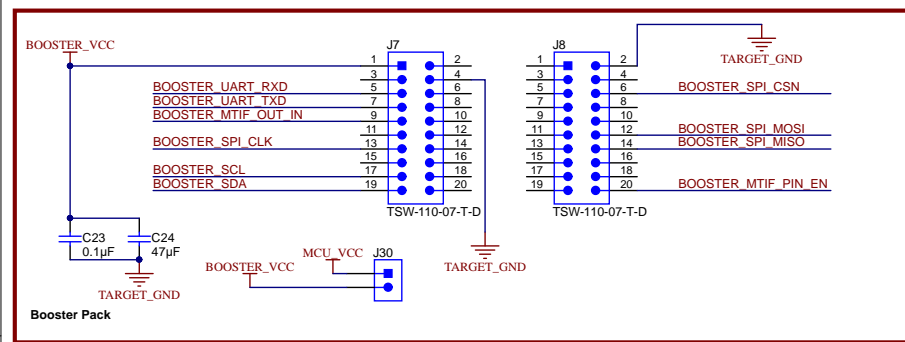 BOOSTER_VCC
J7
1 2
3 4
BOOSTER_UART_RXD 5 6
BOOSTER_UART_TXD 7 8
BOOSTER_MTIF_OUT_IN 9 10
11 12
BOOSTER_SPI_CLK 13 14
15 16
BOOSTER_SCL 17 18
BOOSTER_SDA 19 20
TSW-110-07-T-D
TARGET_GND
J8
TARGET_GND
1 2
3 4
5 6 BOOSTER_SPI_CSN
7 8
9 10
11 12 BOOSTER_SPI_MOSI
13 14 BOOSTER_SPI_MISO
15 16
17 18
19 20 BOOSTER_MTIF_PIN_EN
TSW-110-07-T-D
C23
0.1µF
C24
47µF
TARGET_GND
MCU_VCC
J30
BOOSTER_VCC
Booster Pack